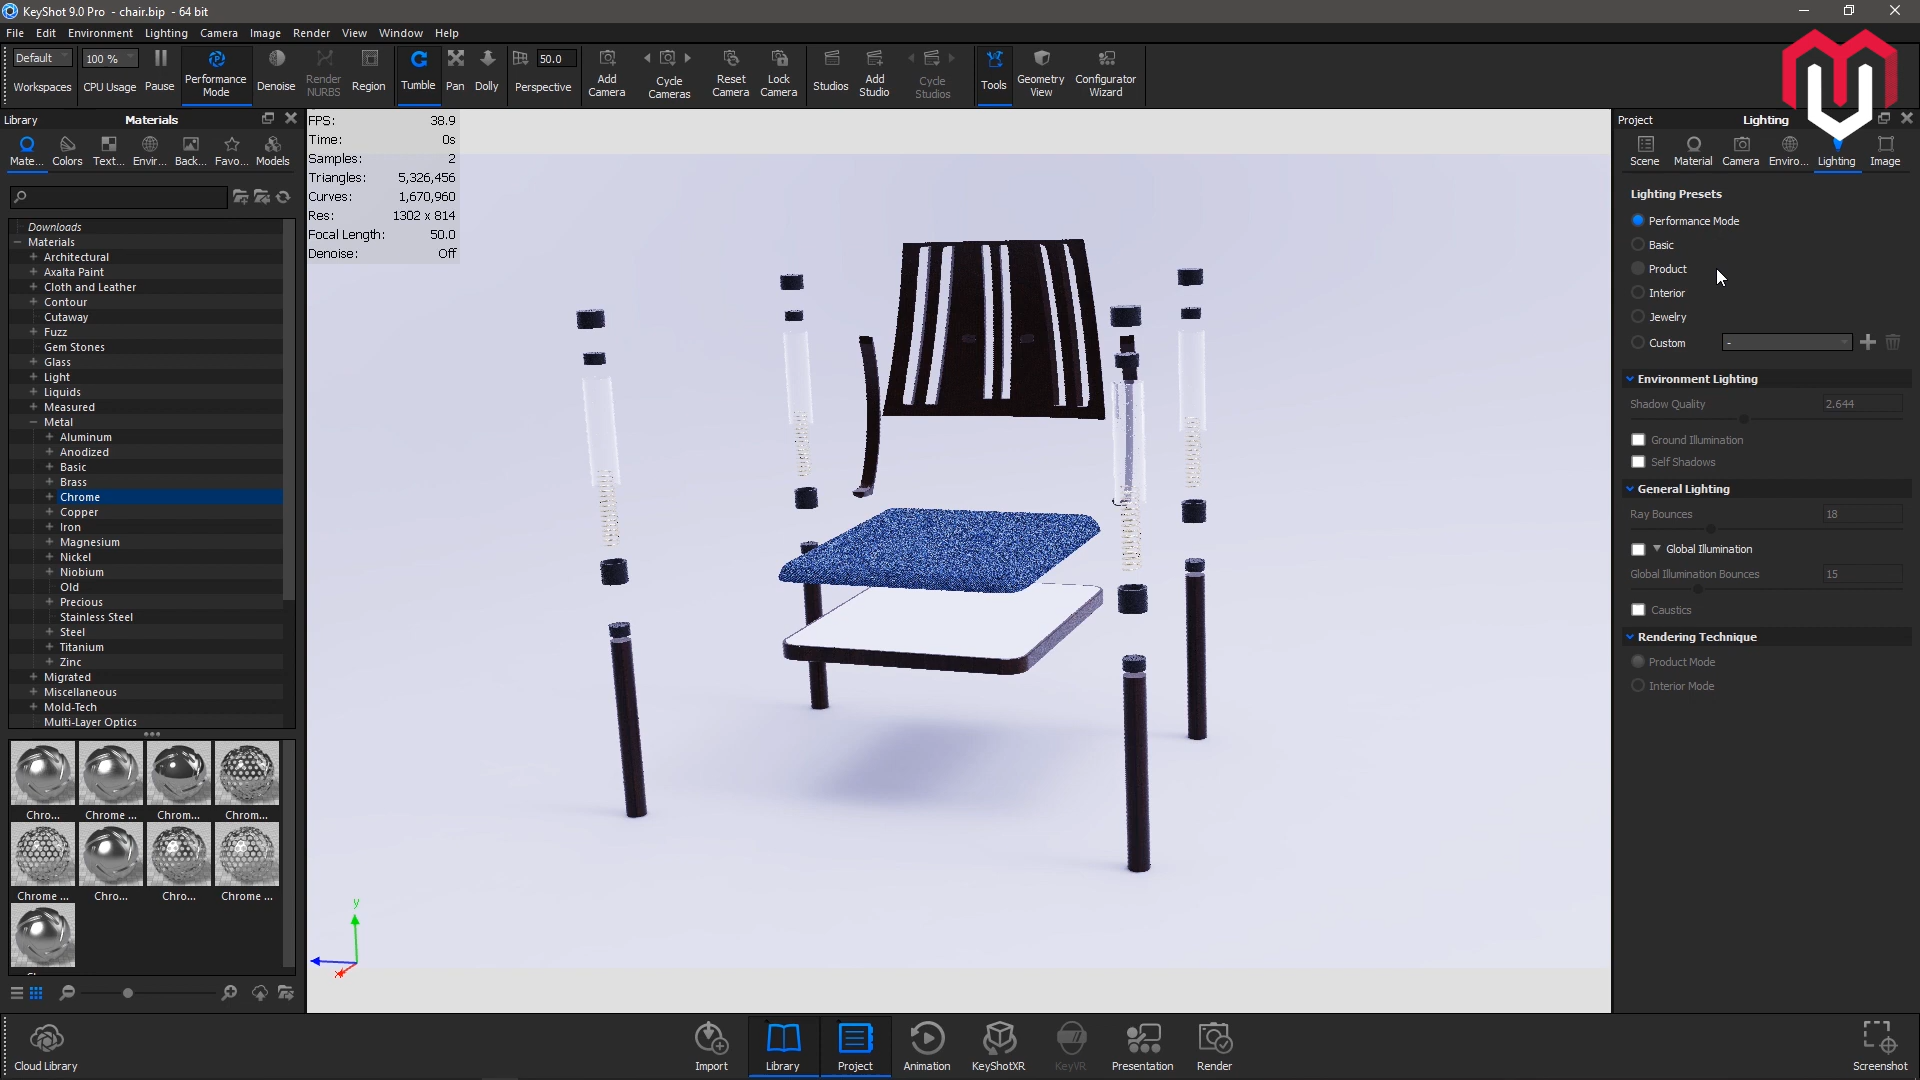 KeyShot 9.0 Pro - chair.bip - 64 bit
File Edit Environment Lighting Camera Image Render View Window Help
Default 100 % 50.0
Workspaces CPU Usage Pause Performance Mode Denoise Render NURBS Region Tumble Pan Dolly Perspective Add Camera Cycle Cameras Reset Camera Lock Camera Studios Add Studio Cycle Studios Tools Geometry View Configurator Wizard
Library Materials
Mate... Colors Text... Envir... Back... Favo... Models
Downloads
Materials
Architectural
Axalta Paint
Cloth and Leather
Contour
Cutaway
Fuzz
Gem Stones
Glass
Light
Liquids
Measured
Metal
Aluminum
Anodized
Basic
Brass
Chrome
Copper
Iron
Magnesium
Nickel
Niobium
Old
Precious
Stainless Steel
Steel
Titanium
Zinc
Migrated
Miscellaneous
Mold-Tech
Multi-Layer Optics
Chro... Chrome ... Chrom... Chrom...
Chrome ... Chro... Chro... Chrome ...
FPS: 38.9
Time: 0s
Samples: 2
Triangles: 5,326,456
Curves: 1,670,960
Res: 1302 x 814
Focal Length: 50.0
Denoise: Off
y
x
Project Lighting
Scene Material Camera Enviro... Lighting Image
Lighting Presets
Performance Mode
Basic
Product
Interior
Jewelry
Custom -
Environment Lighting
Shadow Quality 2.644
Ground Illumination
Self Shadows
General Lighting
Ray Bounces 18
Global Illumination
Global Illumination Bounces 15
Caustics
Rendering Technique
Product Mode
Interior Mode
Cloud Library Import Library Project Animation KeyShotXR KeyVR Presentation Render Screenshot